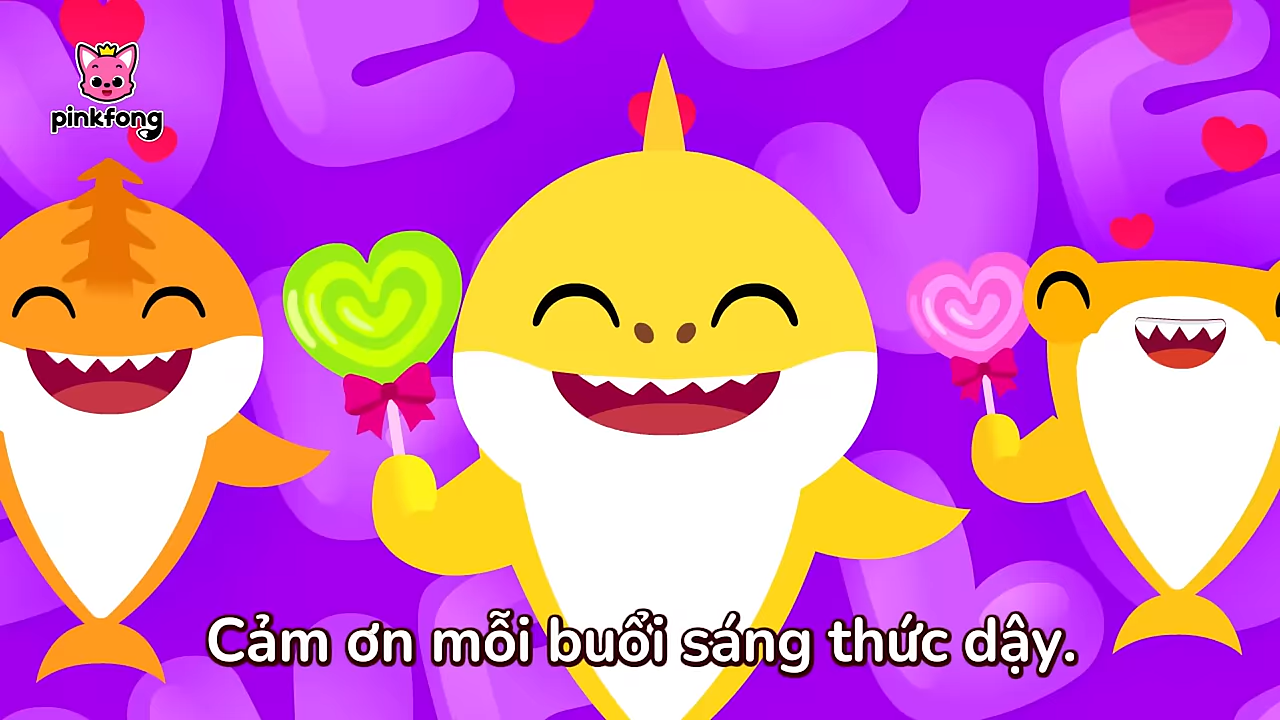 pinkfong
Cảm ơn mỗi buổi sáng thức dậy.